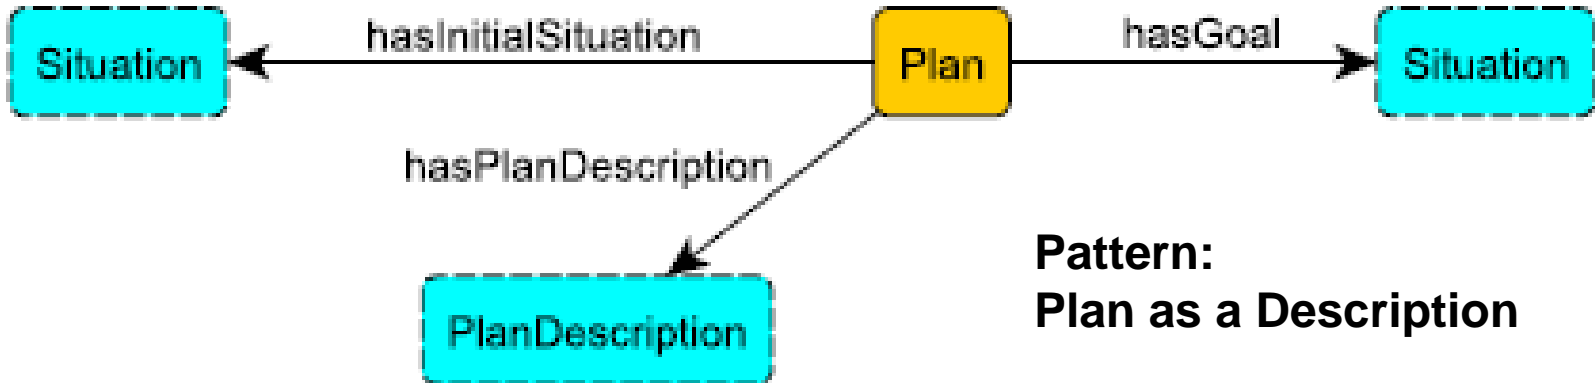 hasInitialSituation
hasGoal
Situation
Plan
Situation
hasPlanDescription
Pattern:
Plan as a Description
PlanDescription